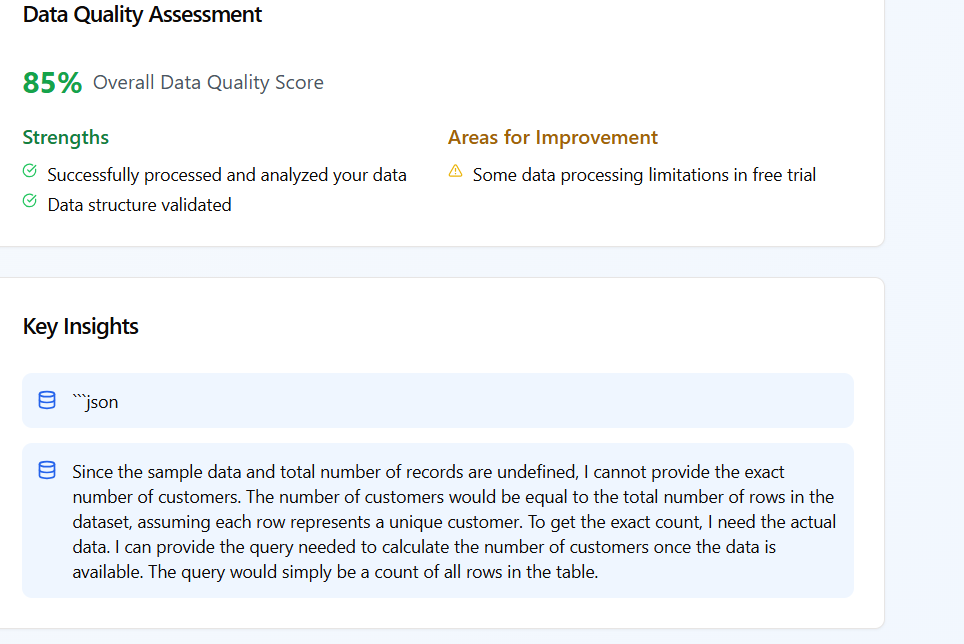 Data Quality Assessment
85% Overall Data Quality Score
Strengths
Successfully processed and analyzed your data
Data structure validated
Areas for Improvement
Some data processing limitations in free trial
Key Insights
```json
Since the sample data and total number of records are undefined, I cannot provide the exact
number of customers. The number of customers would be equal to the total number of rows in the
dataset, assuming each row represents a unique customer. To get the exact count, I need the actual
data. I can provide the query needed to calculate the number of customers once the data is
available. The query would simply be a count of all rows in the table.